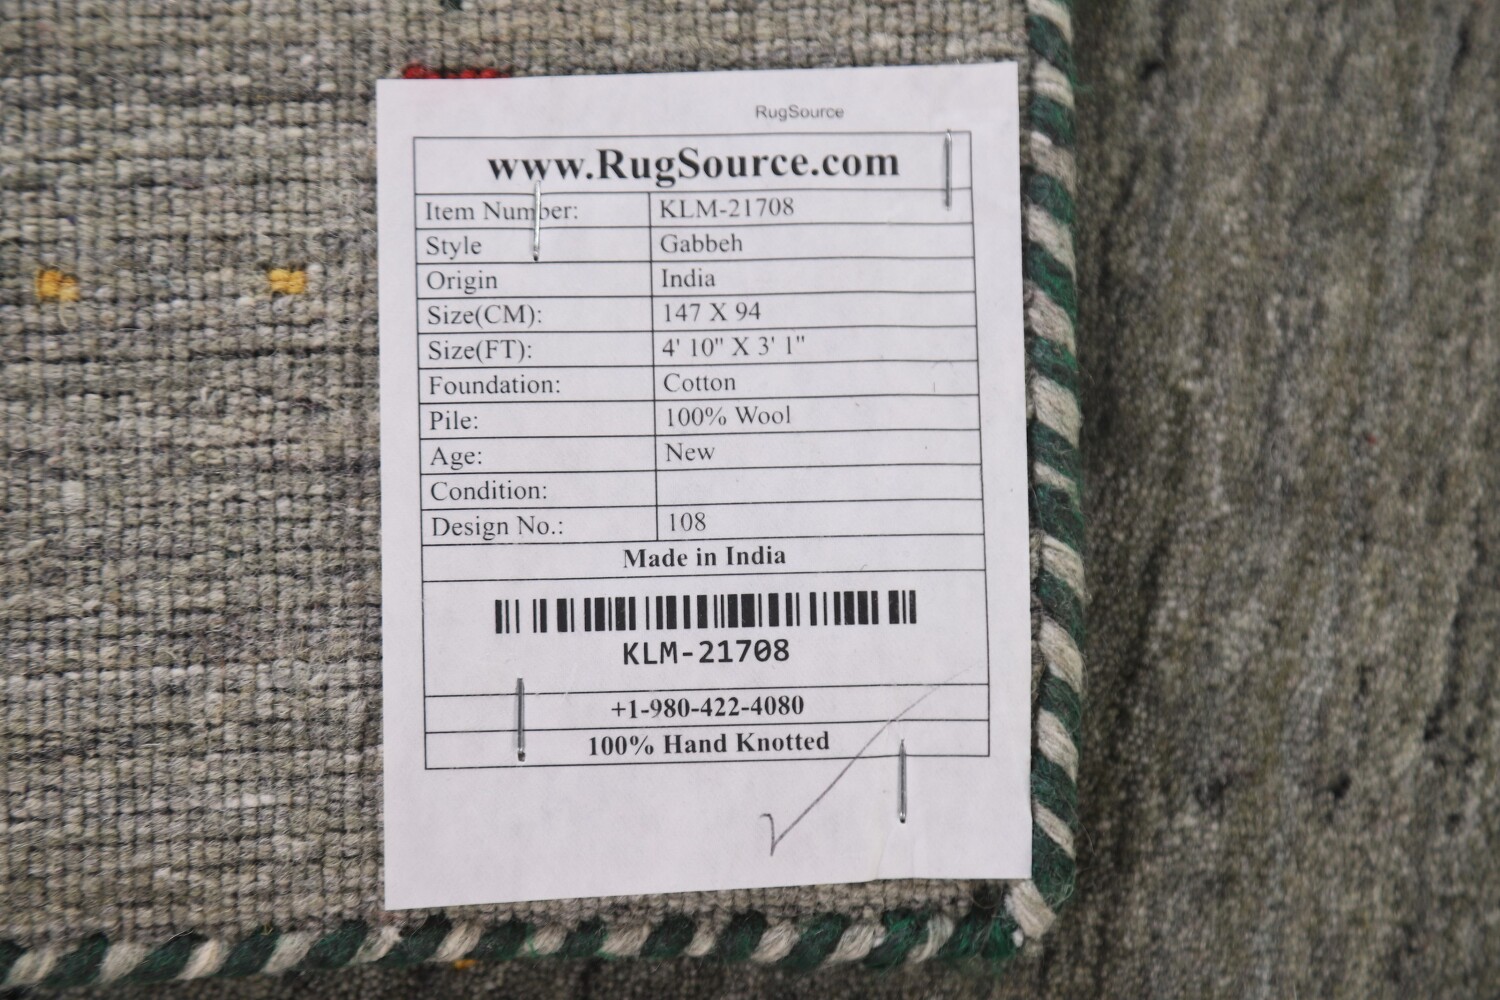 RugSource
www.RugSource.com
Item Number: KLM-21708
Style Gabbeh
Origin India
Size(CM): 147 X 94
Size(FT): 4' 10" X 3' 1"
Foundation: Cotton
Pile: 100% Wool
Age: New
Condition:
Design No.: 108
Made in India
KLM-21708
+1-980-422-4080
100% Hand Knotted